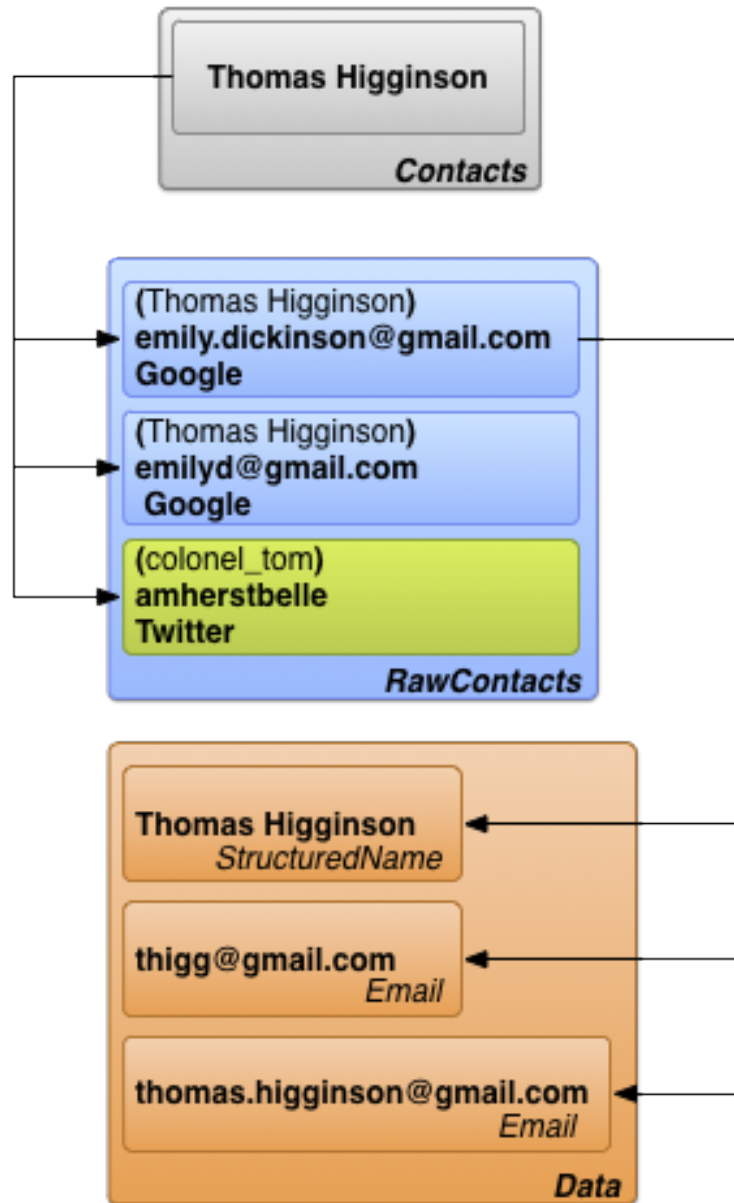 Thomas Higginson
Contacts
(Thomas Higginson)
emily.dickinson@gmail.com
Google
(Thomas Higginson)
emilyd@gmail.com
Google
(colonel_tom)
amherstbelle
Twitter
RawContacts
Thomas Higginson
StructuredName
thigg@gmail.com
Email
thomas.higginson@gmail.com
Email
Data